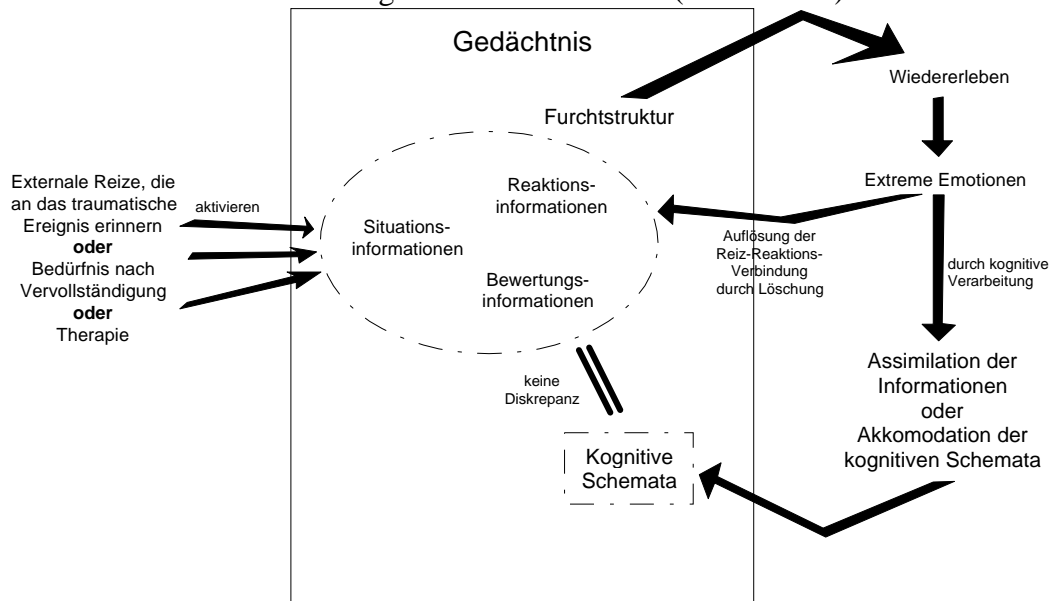 Gedächtnis
Furchtstruktur
Wiedererleben
Extreme Emotionen
Externale Reize, die
an das traumatische
Ereignis erinnern
oder
Bedürfnis nach
Vervollständigung
oder
Therapie
aktivieren
Situations-
informationen
Reaktions-
informationen
Bewertungs-
informationen
Auflösung der
Reiz-Reaktions-
Verbindung
durch Löschung
durch kognitive
Verarbeitung
keine
Diskrepanz
Kognitive
Schemata
Assimilation der
Informationen
oder
Akkomodation der
kognitiven Schemata